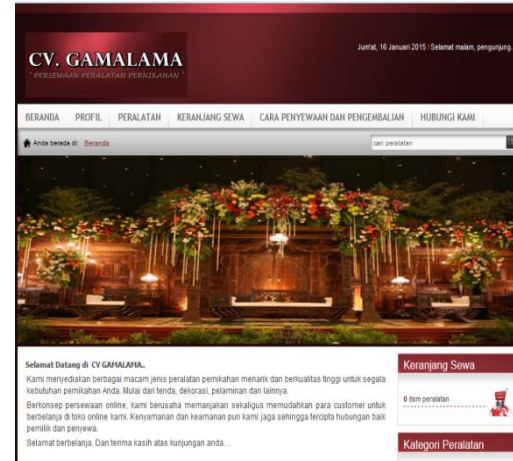 CV. GAMALAMA
" PERSEWAAN PERALATAN PERNIKAHAN "
Jum'at, 16 Januari 2015 | Selamat malam, pengunjung.
BERANDA PROFIL PERALATAN KERANJANG SEWA CARA PENYEWAAN DAN PENGEMBALIAN HUBUNGI KAMI
Anda berada di: Beranda
cari peralatan
Selamat Datang di CV GAMALAMA..
Kami menyediakan berbagai macam jenis peralatan pernikahan menarik dan berkualitas tinggi untuk segala
kebutuhan pernikahan Anda. Mulai dari tenda, dekorasi, pelaminan dan lainnya.
Berkonsep persewaan online, kami berusaha memanjakan sekaligus memudahkan para customer untuk
berbelanja di toko online kami. Kenyamanan dan keamanan pun kami jaga sehingga tercipta hubungan baik
pemilik dan penyewa.
Selamat berbelanja. Dan terima kasih atas kunjungan anda...
Keranjang Sewa
0 item peralatan
Kategori Peralatan